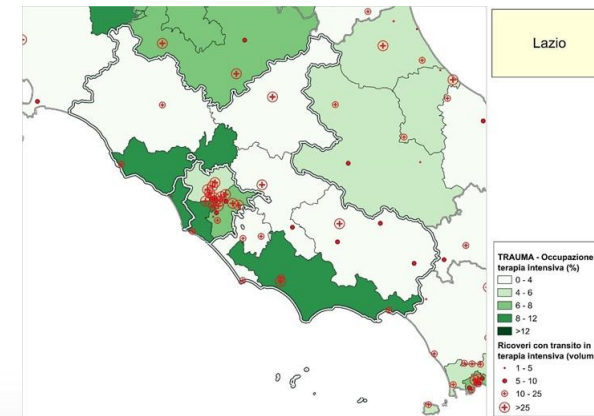 Lazio
TRAUMA - Occupazione
terapia intensiva (%)
0 - 4
4 - 6
6 - 8
8 - 12
>12
Ricoveri con transito in
terapia intensiva (volum
1 - 5
5 - 10
10 - 25
>25